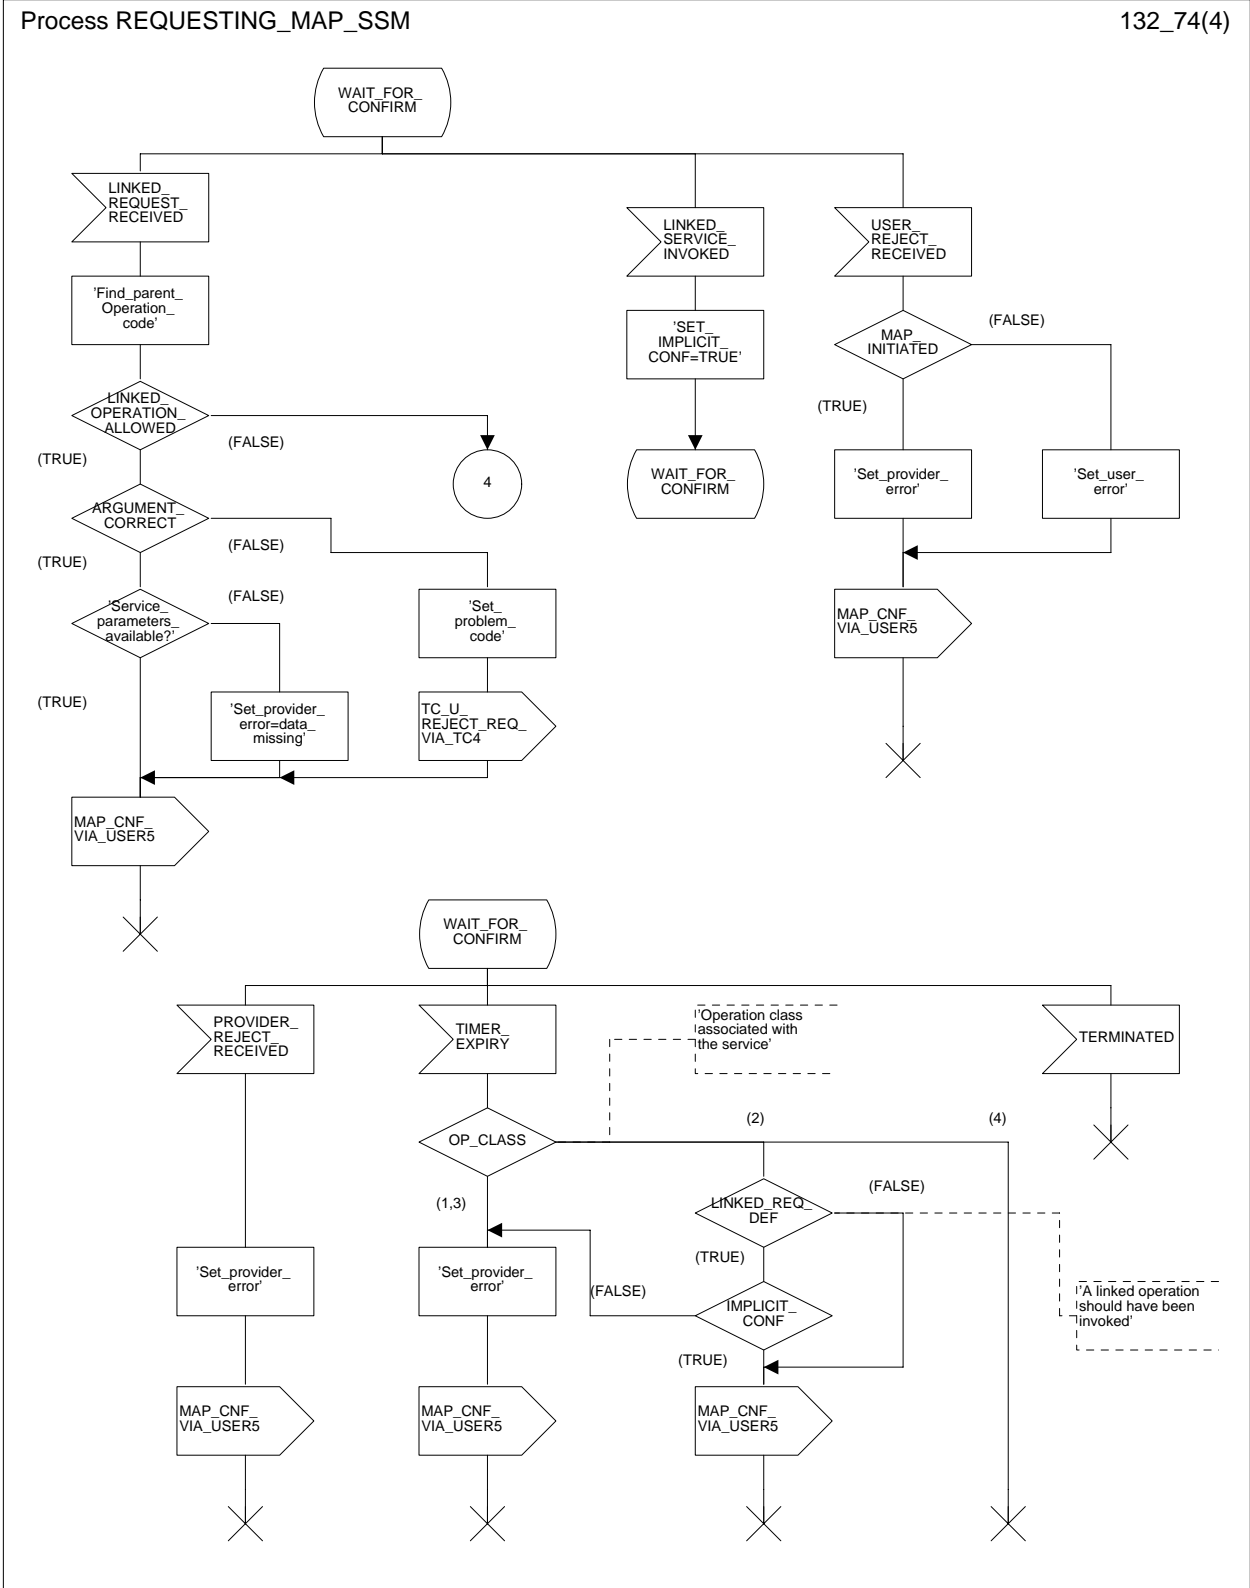 Process REQUESTING_MAP_SSM
132_74(4)
WAIT_FOR_
CONFIRM
LINKED_
REQUEST_
RECEIVED
LINKED_
SERVICE_
INVOKED
USER_
REJECT_
RECEIVED
'Find_parent_
Operation_
code'
'SET_
IMPLICIT_
CONF=TRUE'
MAP_
INITIATED
(FALSE)
(TRUE)
LINKED_
OPERATION_
ALLOWED
(FALSE)
(TRUE)
4
WAIT_FOR_
CONFIRM
'Set_provider_
error'
'Set_user_
error'
ARGUMENT_
CORRECT
(FALSE)
(TRUE)
'Service_
parameters_
available?'
(FALSE)
(TRUE)
'Set_
problem_
code'
MAP_CNF_
VIA_USER5
'Set_provider_
error=data_
missing'
TC_U_
REJECT_REQ_
VIA_TC4
MAP_CNF_
VIA_USER5
WAIT_FOR_
CONFIRM
PROVIDER_
REJECT_
RECEIVED
TIMER_
EXPIRY
'Operation class
associated with
the service'
TERMINATED
OP_CLASS
(2)
(4)
(1,3)
LINKED_REQ_
DEF
(FALSE)
(TRUE)
'Set_provider_
error'
'Set_provider_
error'
(FALSE)
IMPLICIT_
CONF
'A linked operation
should have been
invoked'
(TRUE)
MAP_CNF_
VIA_USER5
MAP_CNF_
VIA_USER5
MAP_CNF_
VIA_USER5